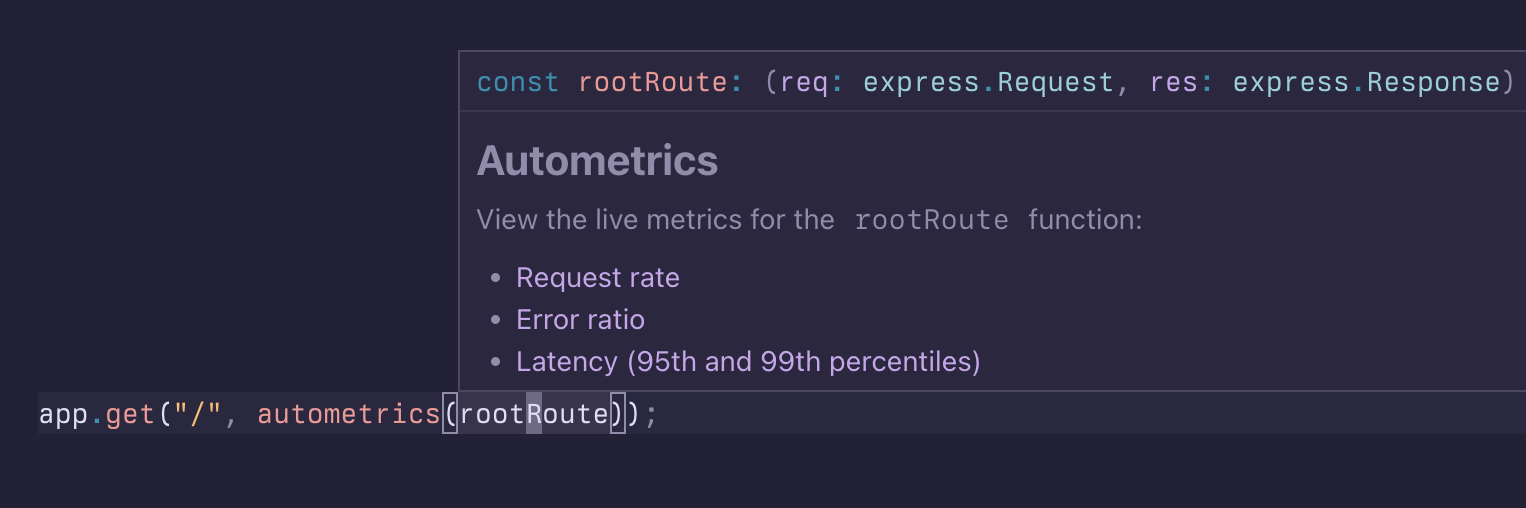 const rootRoute: (req: express.Request, res: express.Response)
Autometrics
View the live metrics for the rootRoute function:
• Request rate
• Error ratio
• Latency (95th and 99th percentiles)
app.get("/", autometrics(rootRoute));